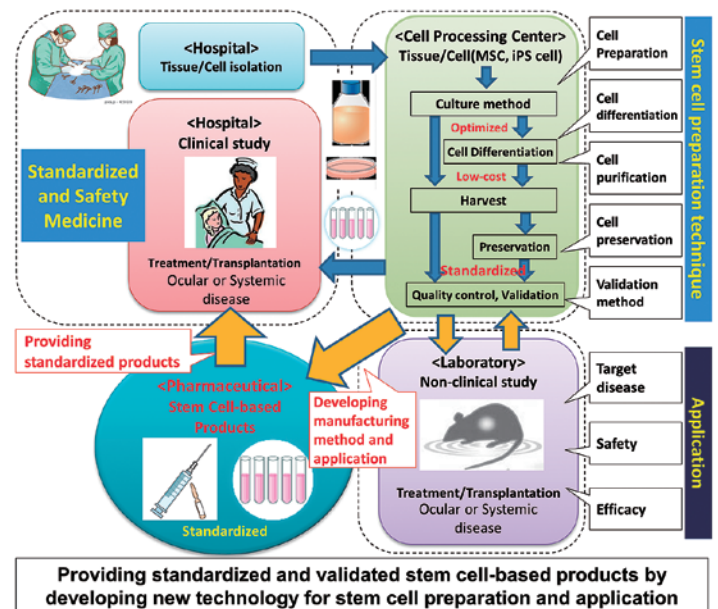 <Hospital>
Tissue/Cell isolation
<Hospital>
Clinical study
Treatment/Transplantation
Ocular or Systemic
disease
Standardized
and Safety
Medicine
<Cell Processing Center>
Tissue/Cell(MSC, iPS cell)
Culture method
Optimized
Cell Differentiation
Low-cost
Harvest
Preservation
Standardized
Quality control, Validation
Cell
Preparation
Cell
differentiation
Cell
purification
Cell
preservation
Validation
method
Stem cell preparation technique
Providing
standardized products
<Pharmaceutical>
Stem Cell-based
Products
Standardized
Developing
manufacturing
method and
application
<Laboratory>
Non-clinical study
Treatment/Transplantation
Ocular or Systemic
disease
Target
disease
Safety
Efficacy
Application
Providing standardized and validated stem cell-based products by
developing new technology for stem cell preparation and application